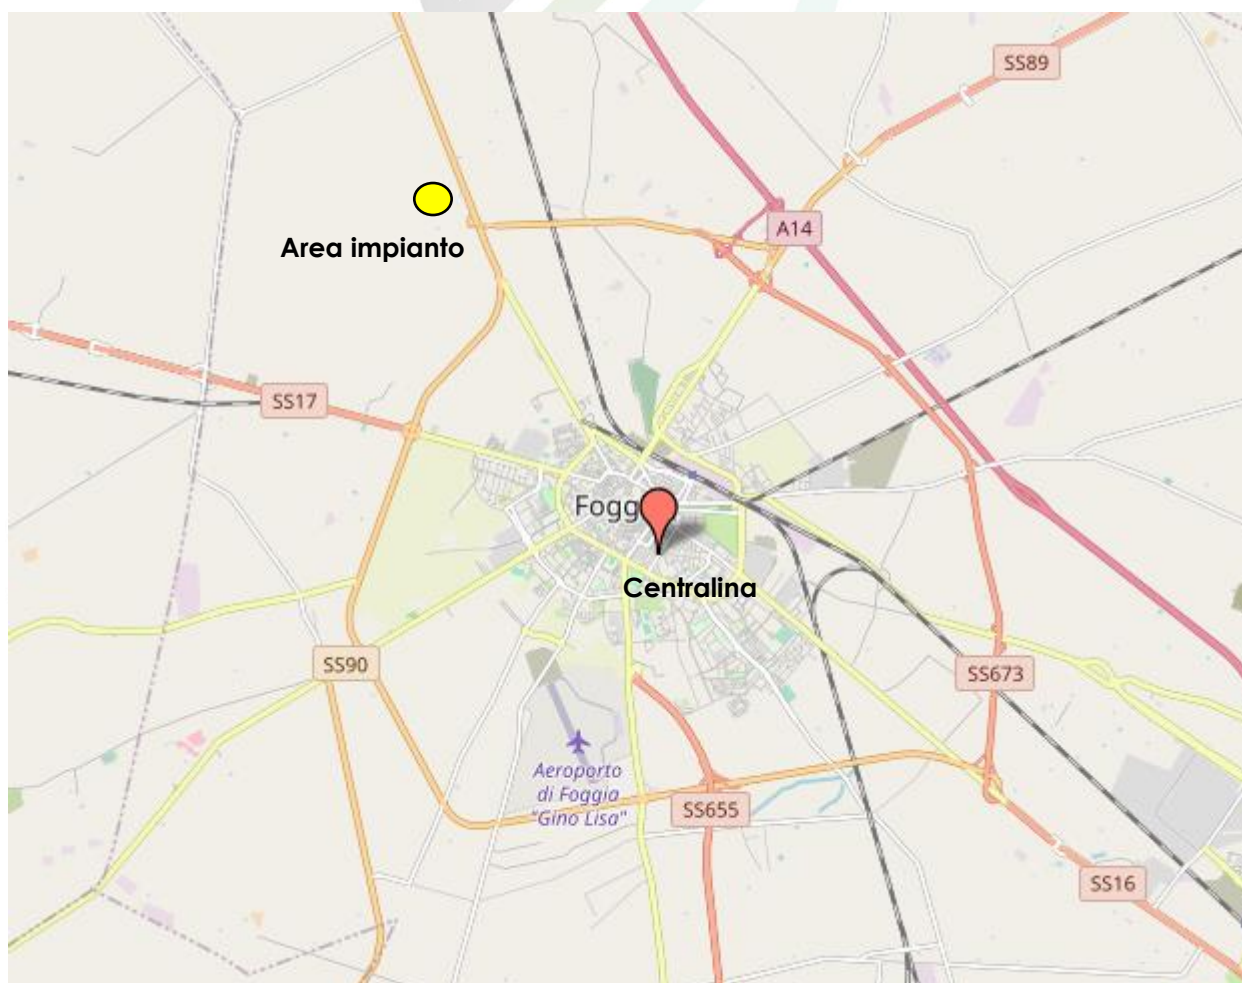 SS89
A14
Area impianto
SS17
Fogg
Centralina
SS90
SS673
Aeroporto
di Foggia
"Gino Lisa"
SS655
SS16